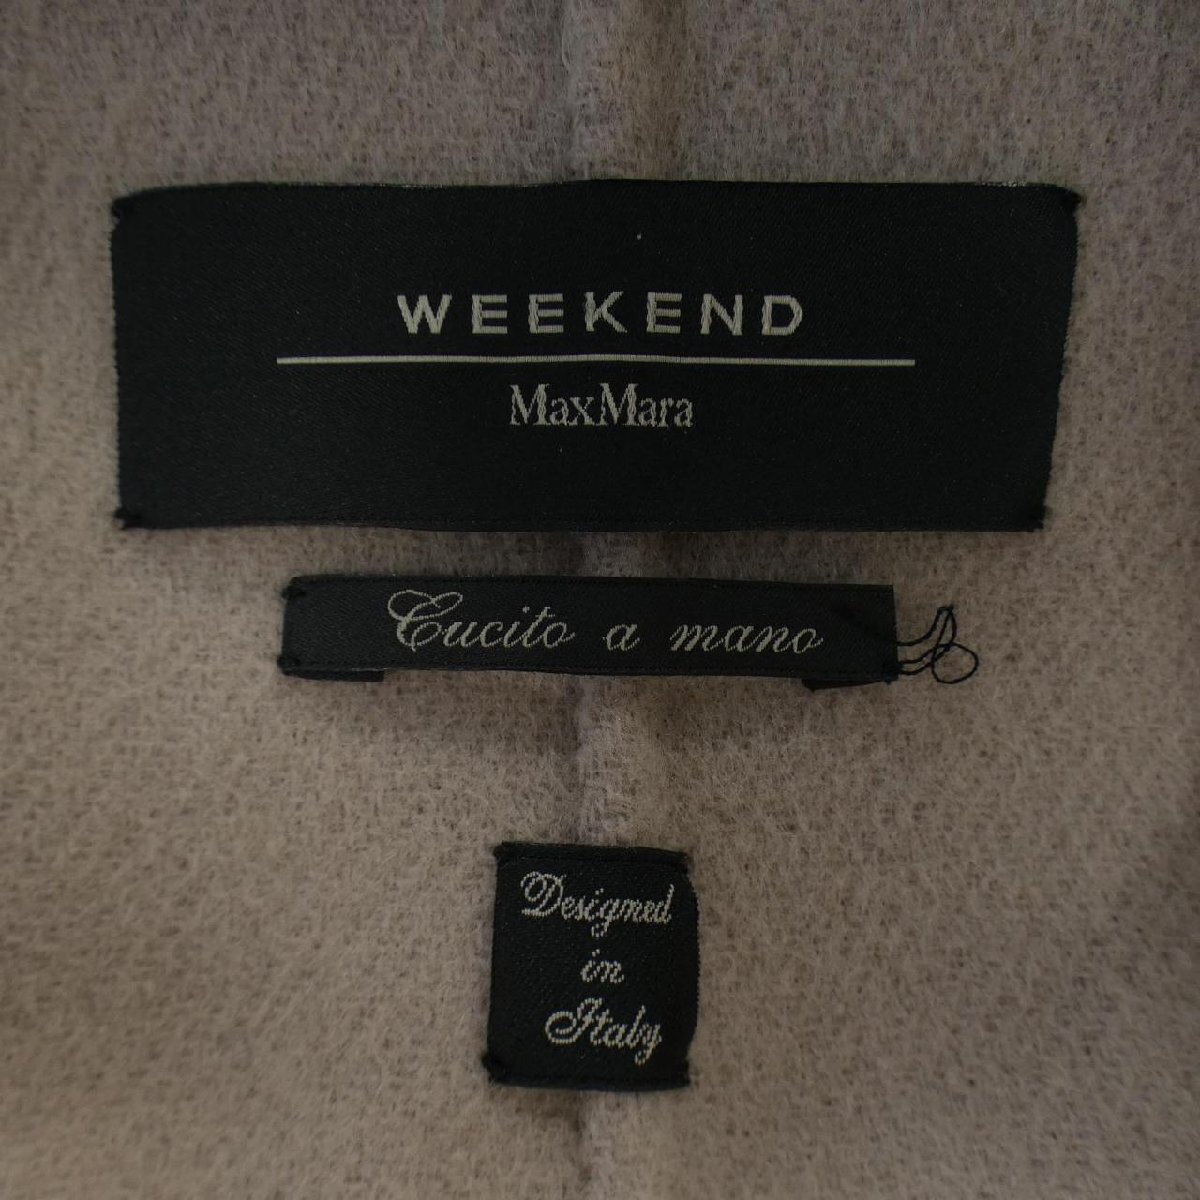 WEEKEND
MaxMara
Cucito a mano
Designed
in
Italy